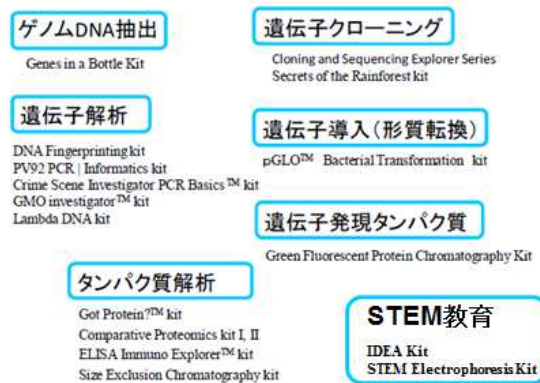 ゲノムDNA抽出
Genes in a Bottle Kit
遺伝子解析
DNA Fingerprinting kit
PV92 PCR | Informatics kit
Crime Scene Investigator PCR Basics™ kit
GMO investigator™ kit
Lambda DNA kit
タンパク質解析
Got Protein?™ kit
Comparative Proteomics kit I, II
ELISA Immuno Explorer™ kit
Size Exclusion Chromatography kit
遺伝子クローニング
Cloning and Sequencing Explorer Series
Secrets of the Rainforest kit
遺伝子導入(形質転換)
pGLO™ Bacterial Transformation kit
遺伝子発現タンパク質
Green Fluorescent Protein Chromatography Kit
STEM教育
IDEA Kit
STEM Electrophoresis Kit